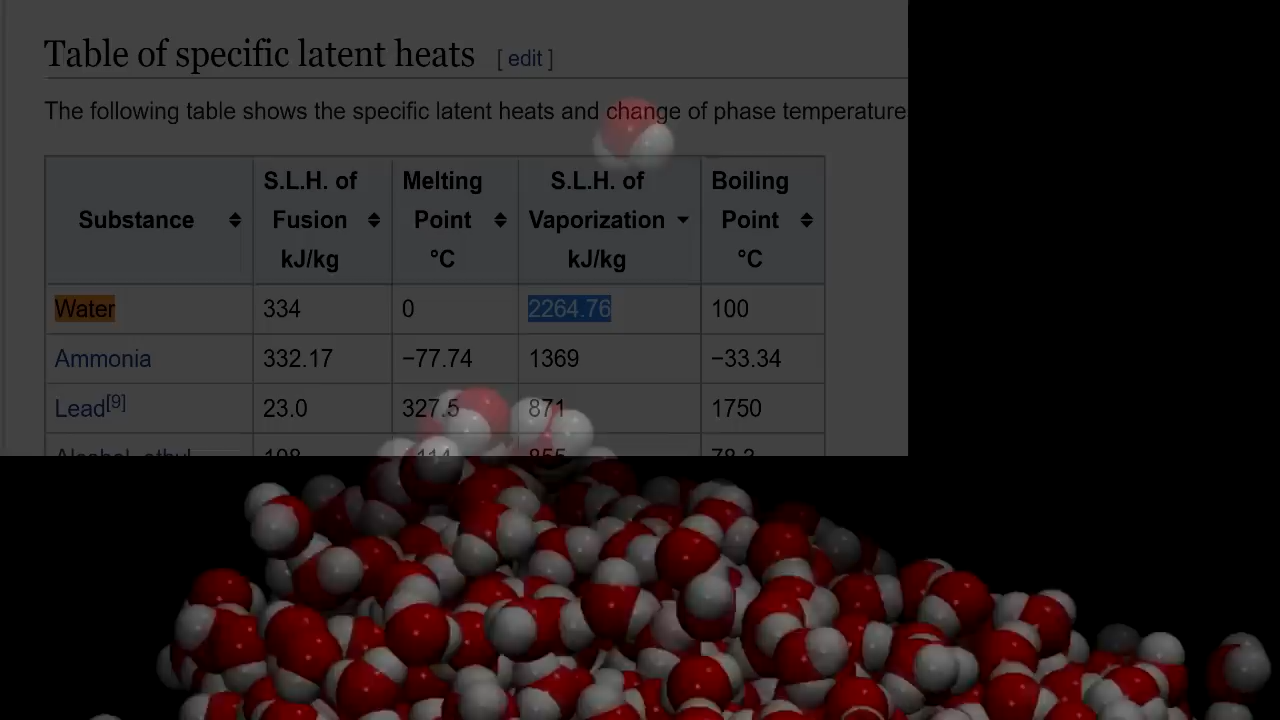 Table of specific latent heats [ edit ]
The following table shows the specific latent heats and change of phase temperature
Substance S.L.H. of Fusion kJ/kg Melting Point °C S.L.H. of Vaporization kJ/kg Boiling Point °C
Water 334 0 2264.76 100
Ammonia 332.17 −77.74 1369 −33.34
Lead[9] 23.0 327.5 871 1750